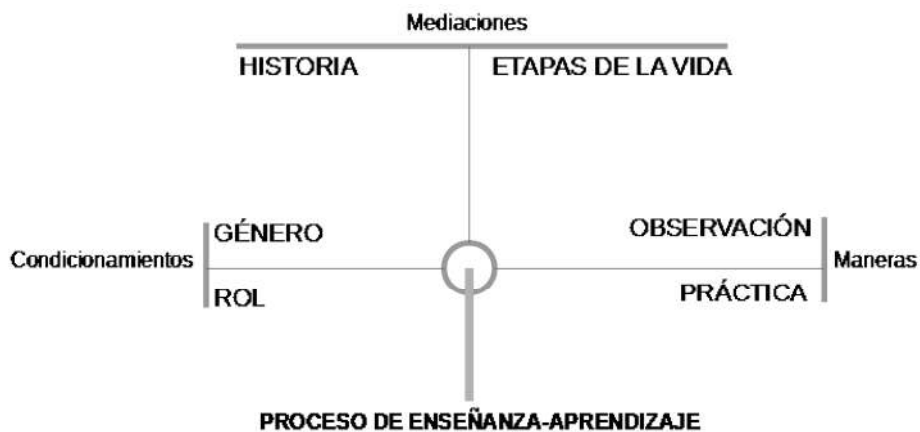 Mediaciones
HISTORIA
ETAPAS DE LA VIDA
GÉNERO
Condicionamientos
ROL
OBSERVACIÓN
Maneras
PRÁCTICA
PROCESO DE ENSEÑANZA-APRENDIZAJE